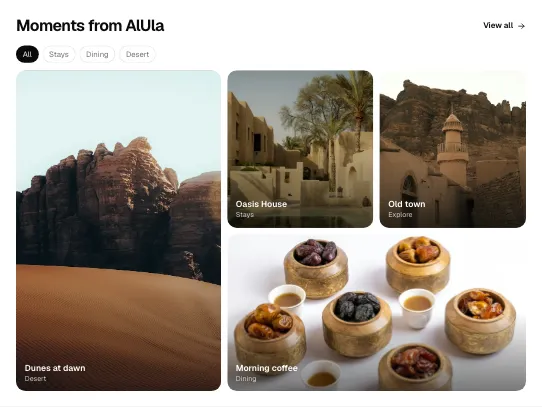 Moments from AlUla
View all →
All
Stays
Dining
Desert
Oasis House
Stays
Old town
Explore
Dunes at dawn
Desert
Morning coffee
Dining